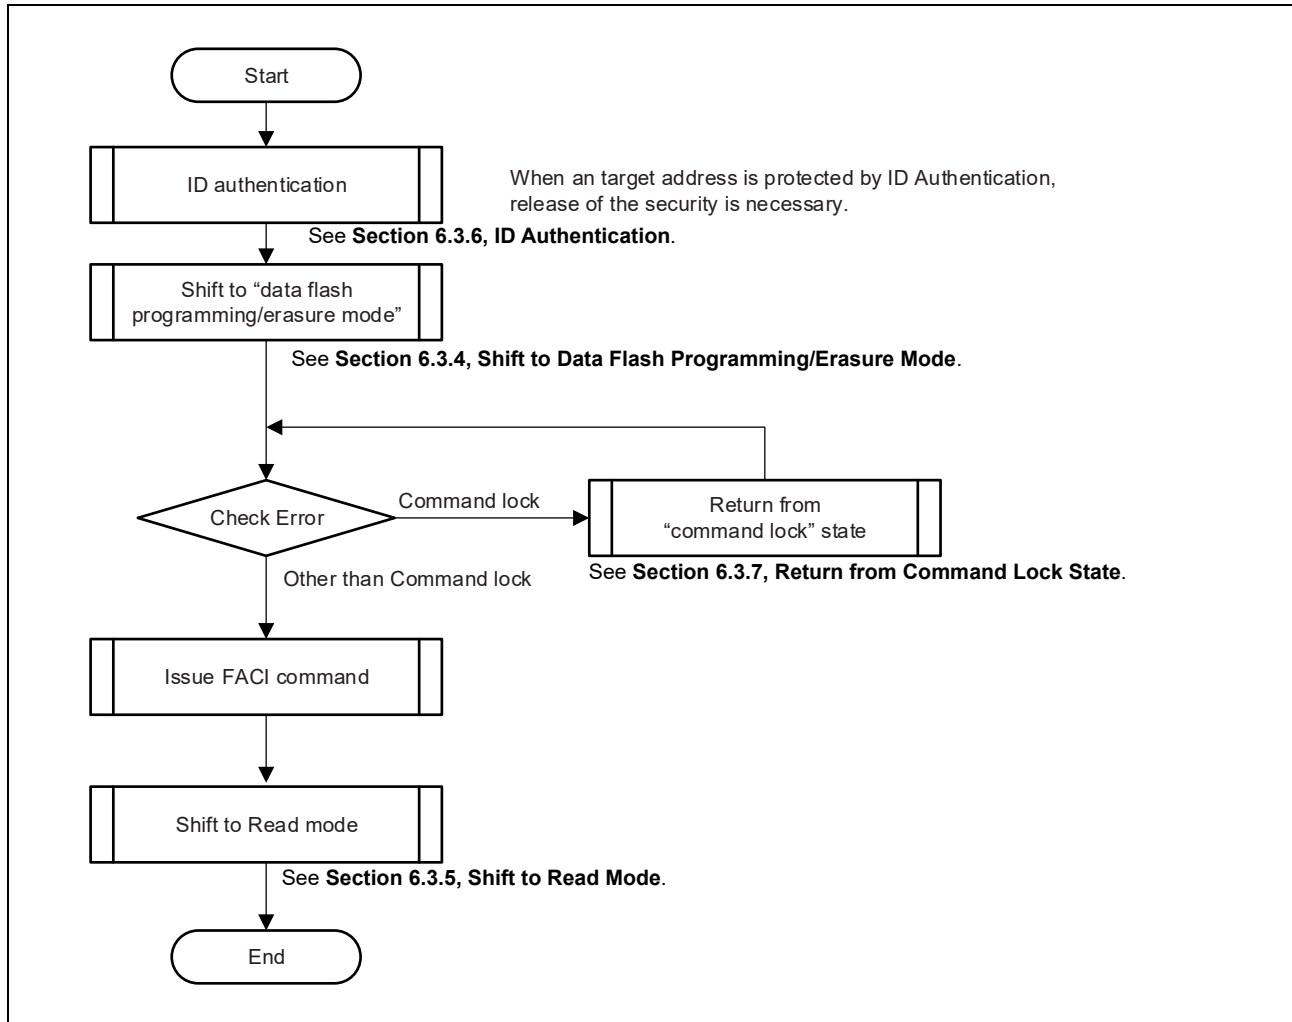 Start
ID authentication
When an target address is protected by ID Authentication,
release of the security is necessary.
See Section 6.3.6, ID Authentication.
Shift to “data flash
programming/erasure mode”
See Section 6.3.4, Shift to Data Flash Programming/Erasure Mode.
Check Error
Command lock
Return from
“command lock” state
See Section 6.3.7, Return from Command Lock State.
Other than Command lock
Issue FACI command
Shift to Read mode
See Section 6.3.5, Shift to Read Mode.
End